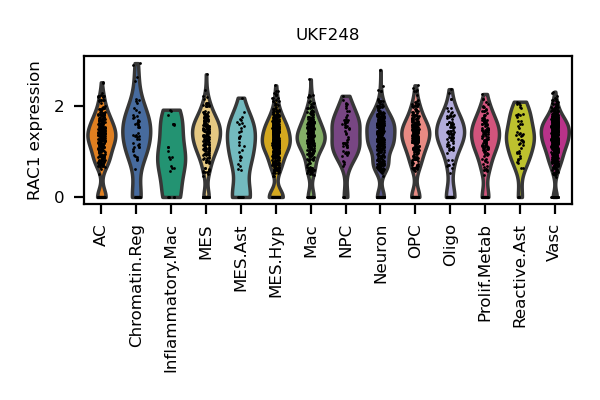 UKF248
RAC1 expression
2
0
AC
Chromatin.Reg
Inflammatory.Mac
MES
MES.Ast
MES.Hyp
Mac
NPC
Neuron
OPC
Oligo
Prolif.Metab
Reactive.Ast
Vasc